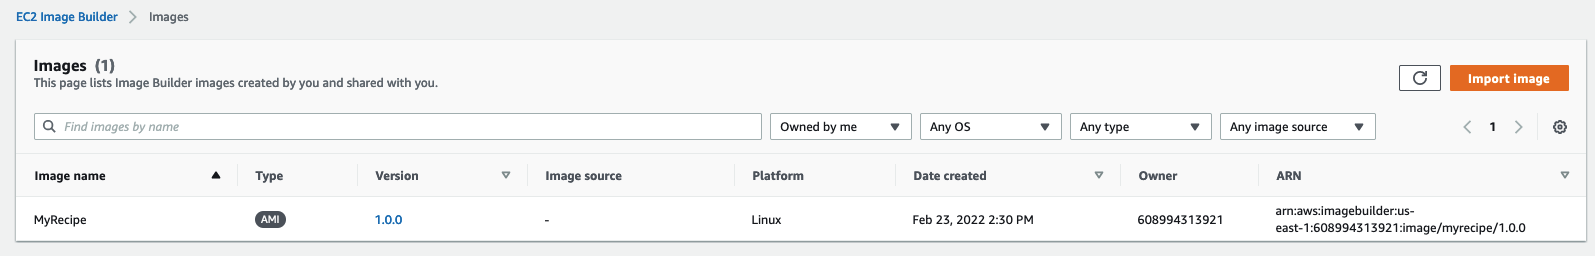 EC2 Image Builder > Images
Images (1)
This page lists Image Builder images created by you and shared with you.
Import image
Find images by name
Owned by me
Any OS
Any type
Any image source
1
Image name Type Version Image source Platform Date created Owner ARN
MyRecipe AMI 1.0.0 - Linux Feb 23, 2022 2:30 PM 608994313921 arn:aws:imagebuilder:us-
east-1:608994313921:image/myrecipe/1.0.0